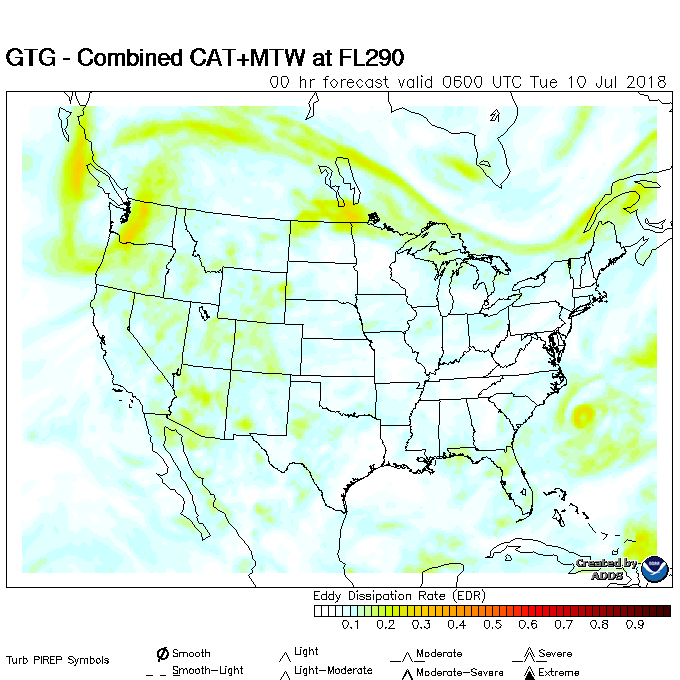 GTG - Combined CAT+MTW at FL290
00 hr forecast valid 0600 UTC Tue 10 Jul 2018
Created by
ADDS
Eddy Dissipation Rate (EDR)
0.1 0.2 0.3 0.4 0.5 0.6 0.7 0.8 0.9
Turb PIREP Symbols
Smooth Light Moderate Severe
Smooth-Light Light-Moderate Moderate-Severe Extreme